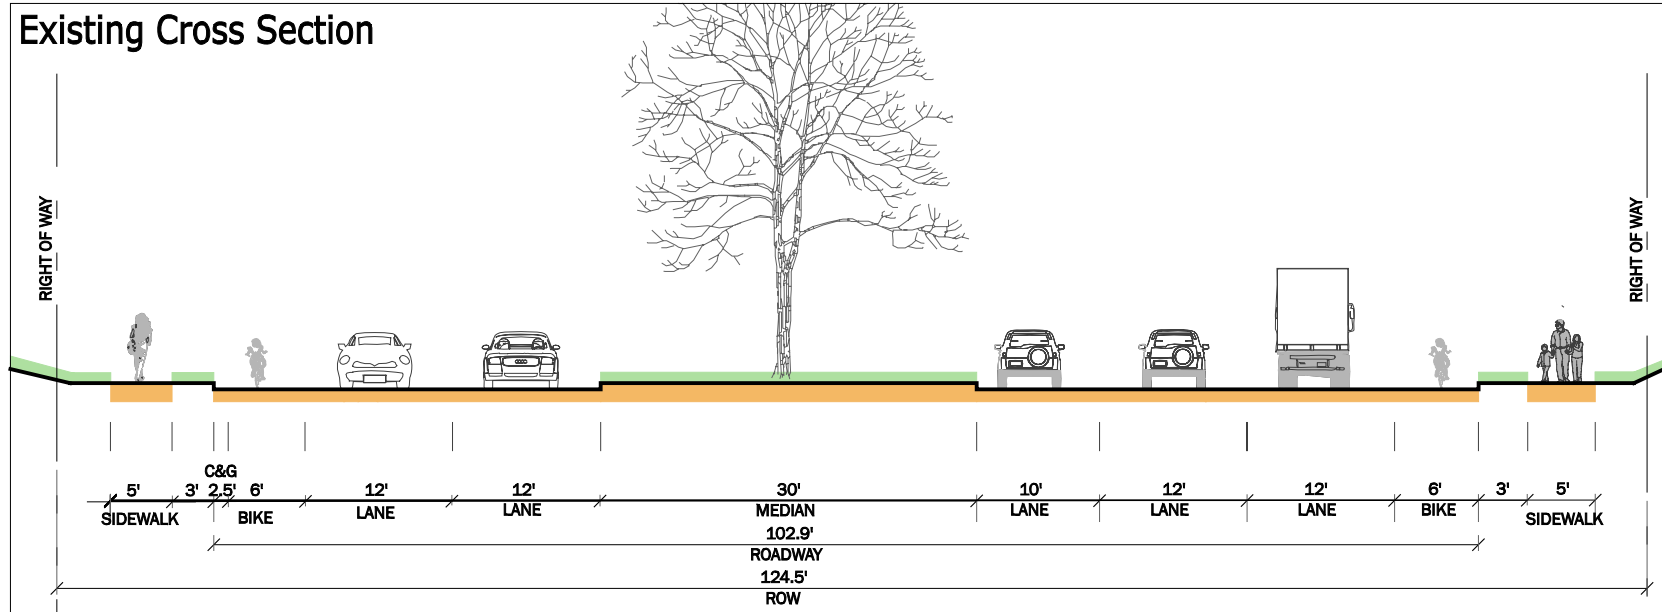 Existing Cross Section
RIGHT OF WAY
RIGHT OF WAY
C&G
5' 3' 2.5' 6' 12' 12' 30' 10' 12' 12' 6' 3' 5'
SIDEWALK BIKE LANE LANE MEDIAN LANE LANE LANE BIKE SIDEWALK
102.9'
ROADWAY
124.5'
ROW